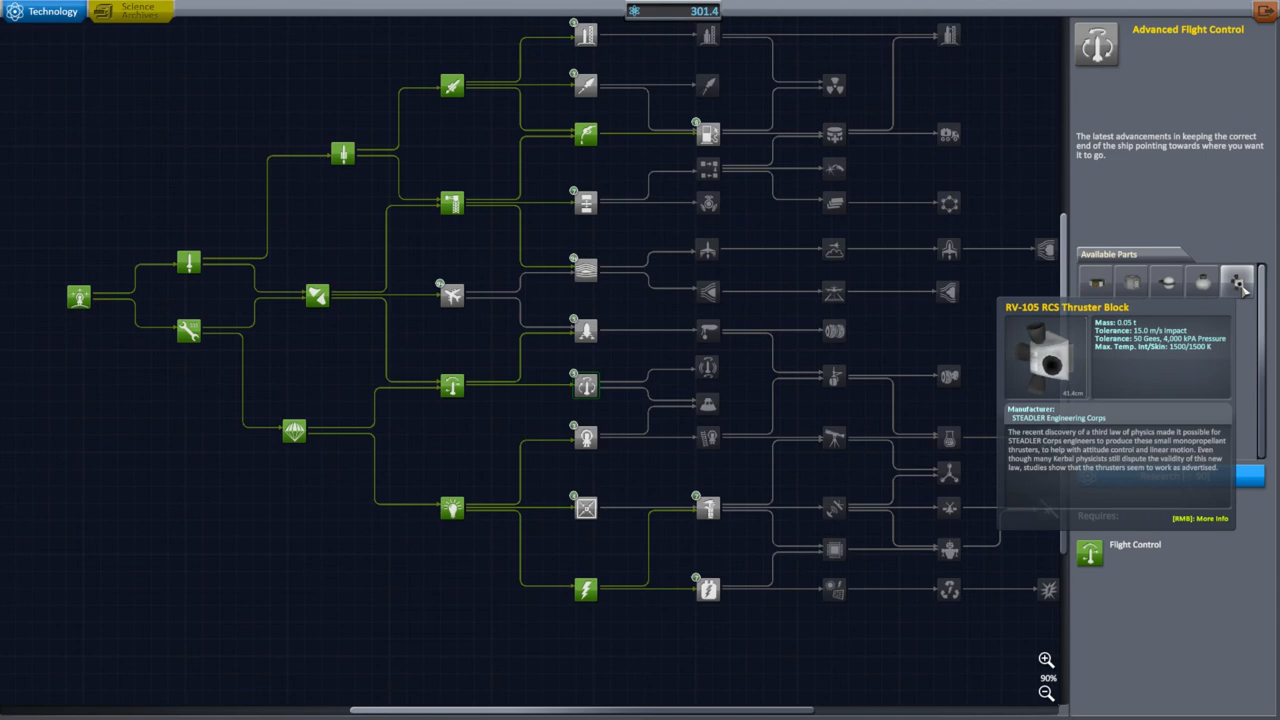 Technology
Science
Archives
301.4
Advanced Flight Control
The latest advancements in keeping the correct
end of the ship pointing towards where you want
it to go.
Available Parts
RV-105 RCS Thruster Block
Mass: 0.05 t
Tolerance: 15.0 m/s Impact
Tolerance: 50 Gees, 4,000 kPA Pressure
Max. Temp. Int/Skin: 1500/1500 K
41.4cm
Manufacturer:
STEADLER Engineering Corps
The recent discovery of a third law of physics made it possible for
STEADLER Corps engineers to produce these small monopropellant
thrusters, to help with attitude control and linear motion. Even
though many Kerbal physicists still dispute the validity of this new
law, studies show that the thrusters seem to work as advertised.
Research
Requires:
[RMB]: More Info
Flight Control
90%